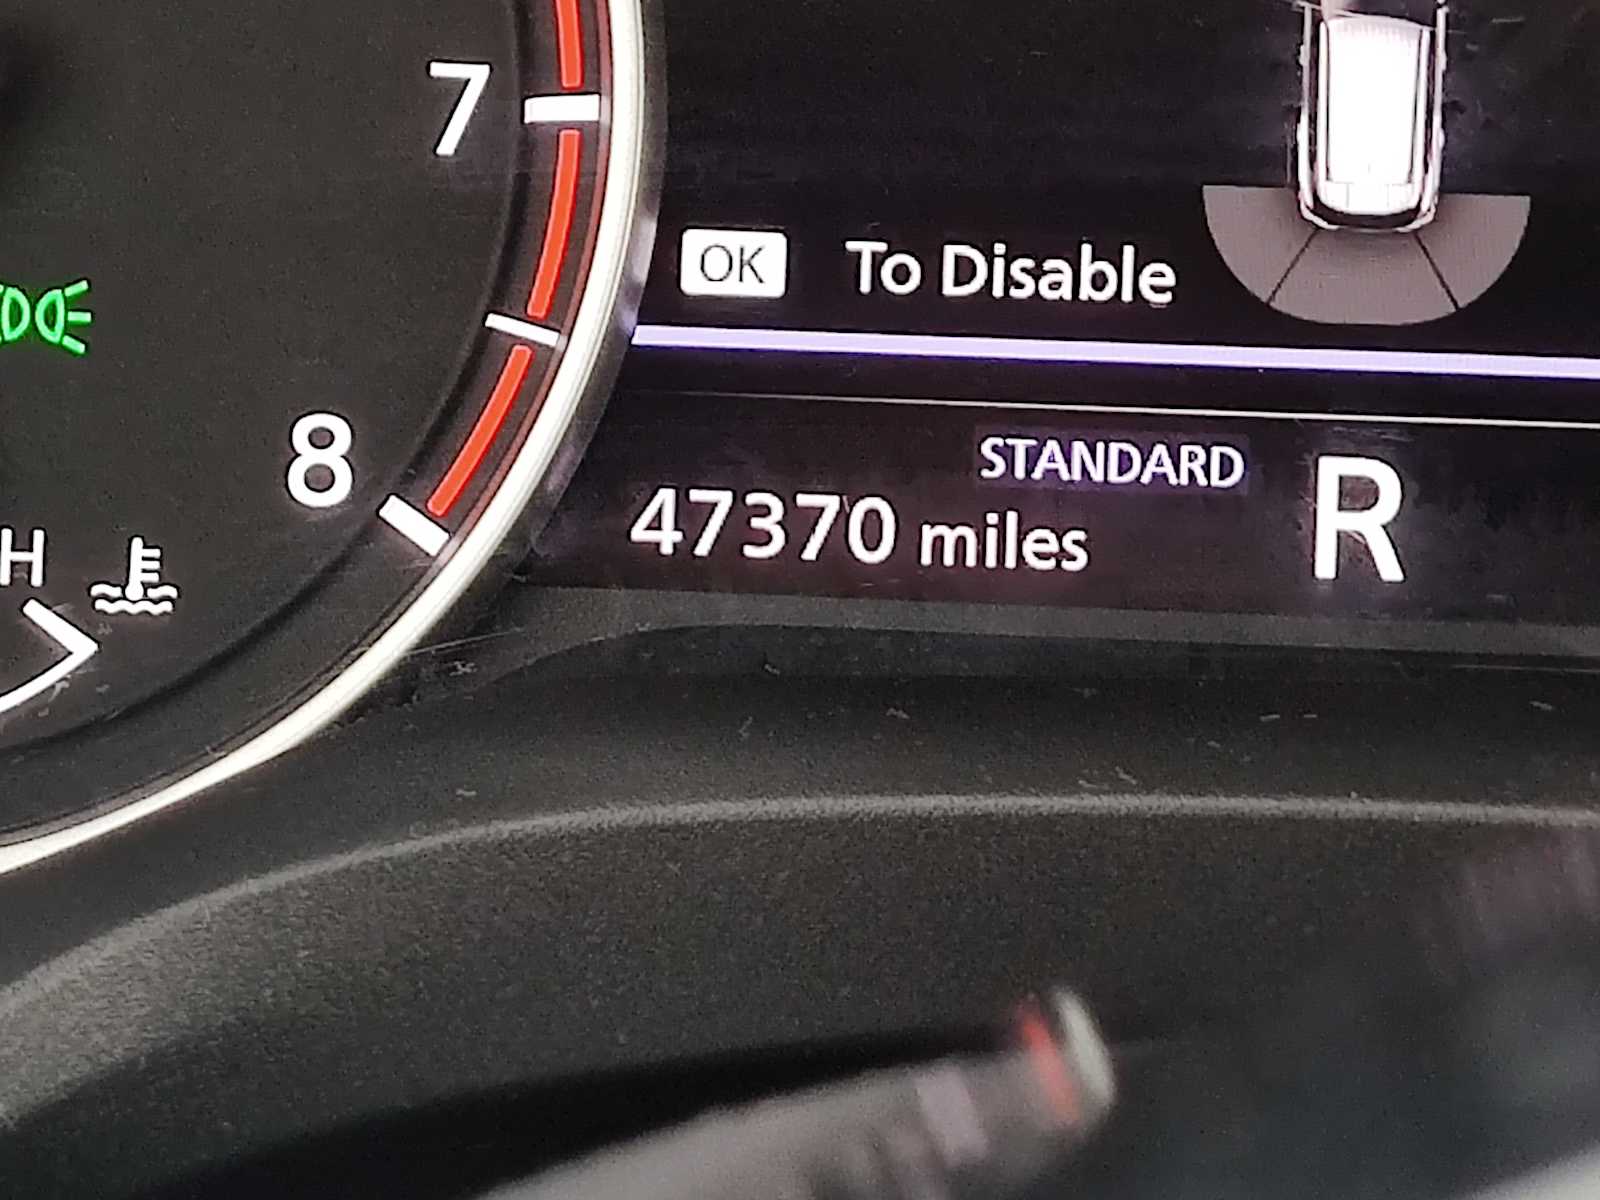 7
OK To Disable
8
STANDARD
47370 miles R
H